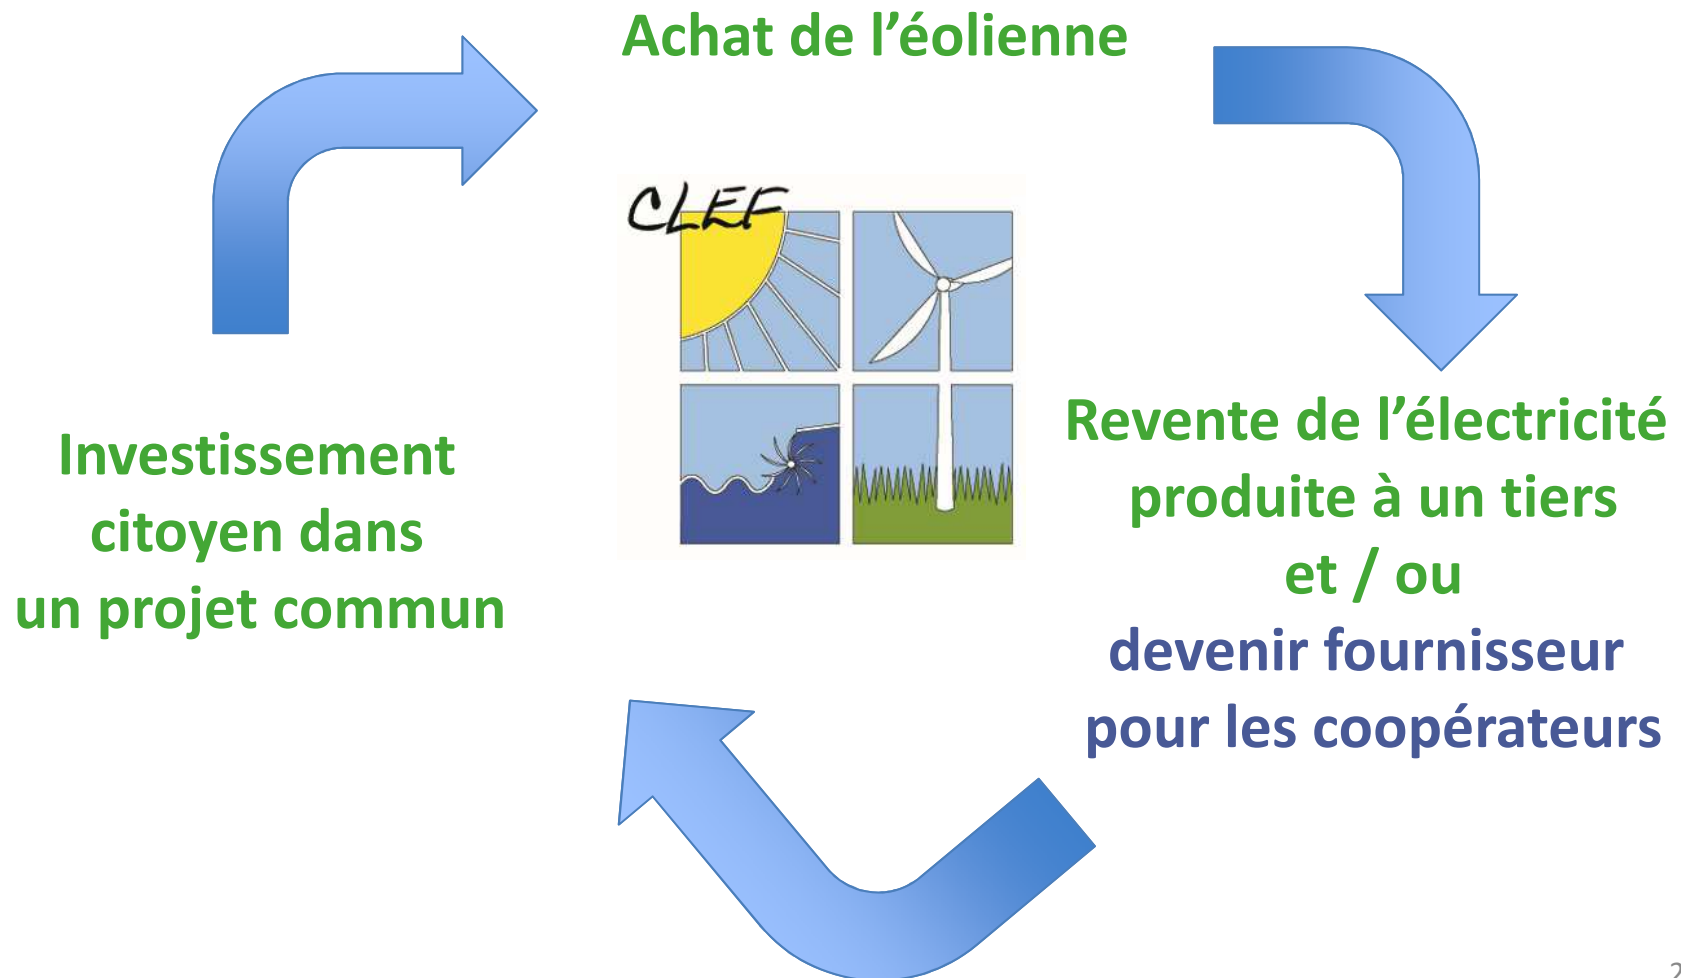 Achat de l’éolienne
CLEF
Investissement
citoyen dans
un projet commun
Revente de l’électricité
produite à un tiers
et / ou
devenir fournisseur
pour les coopérateurs
2